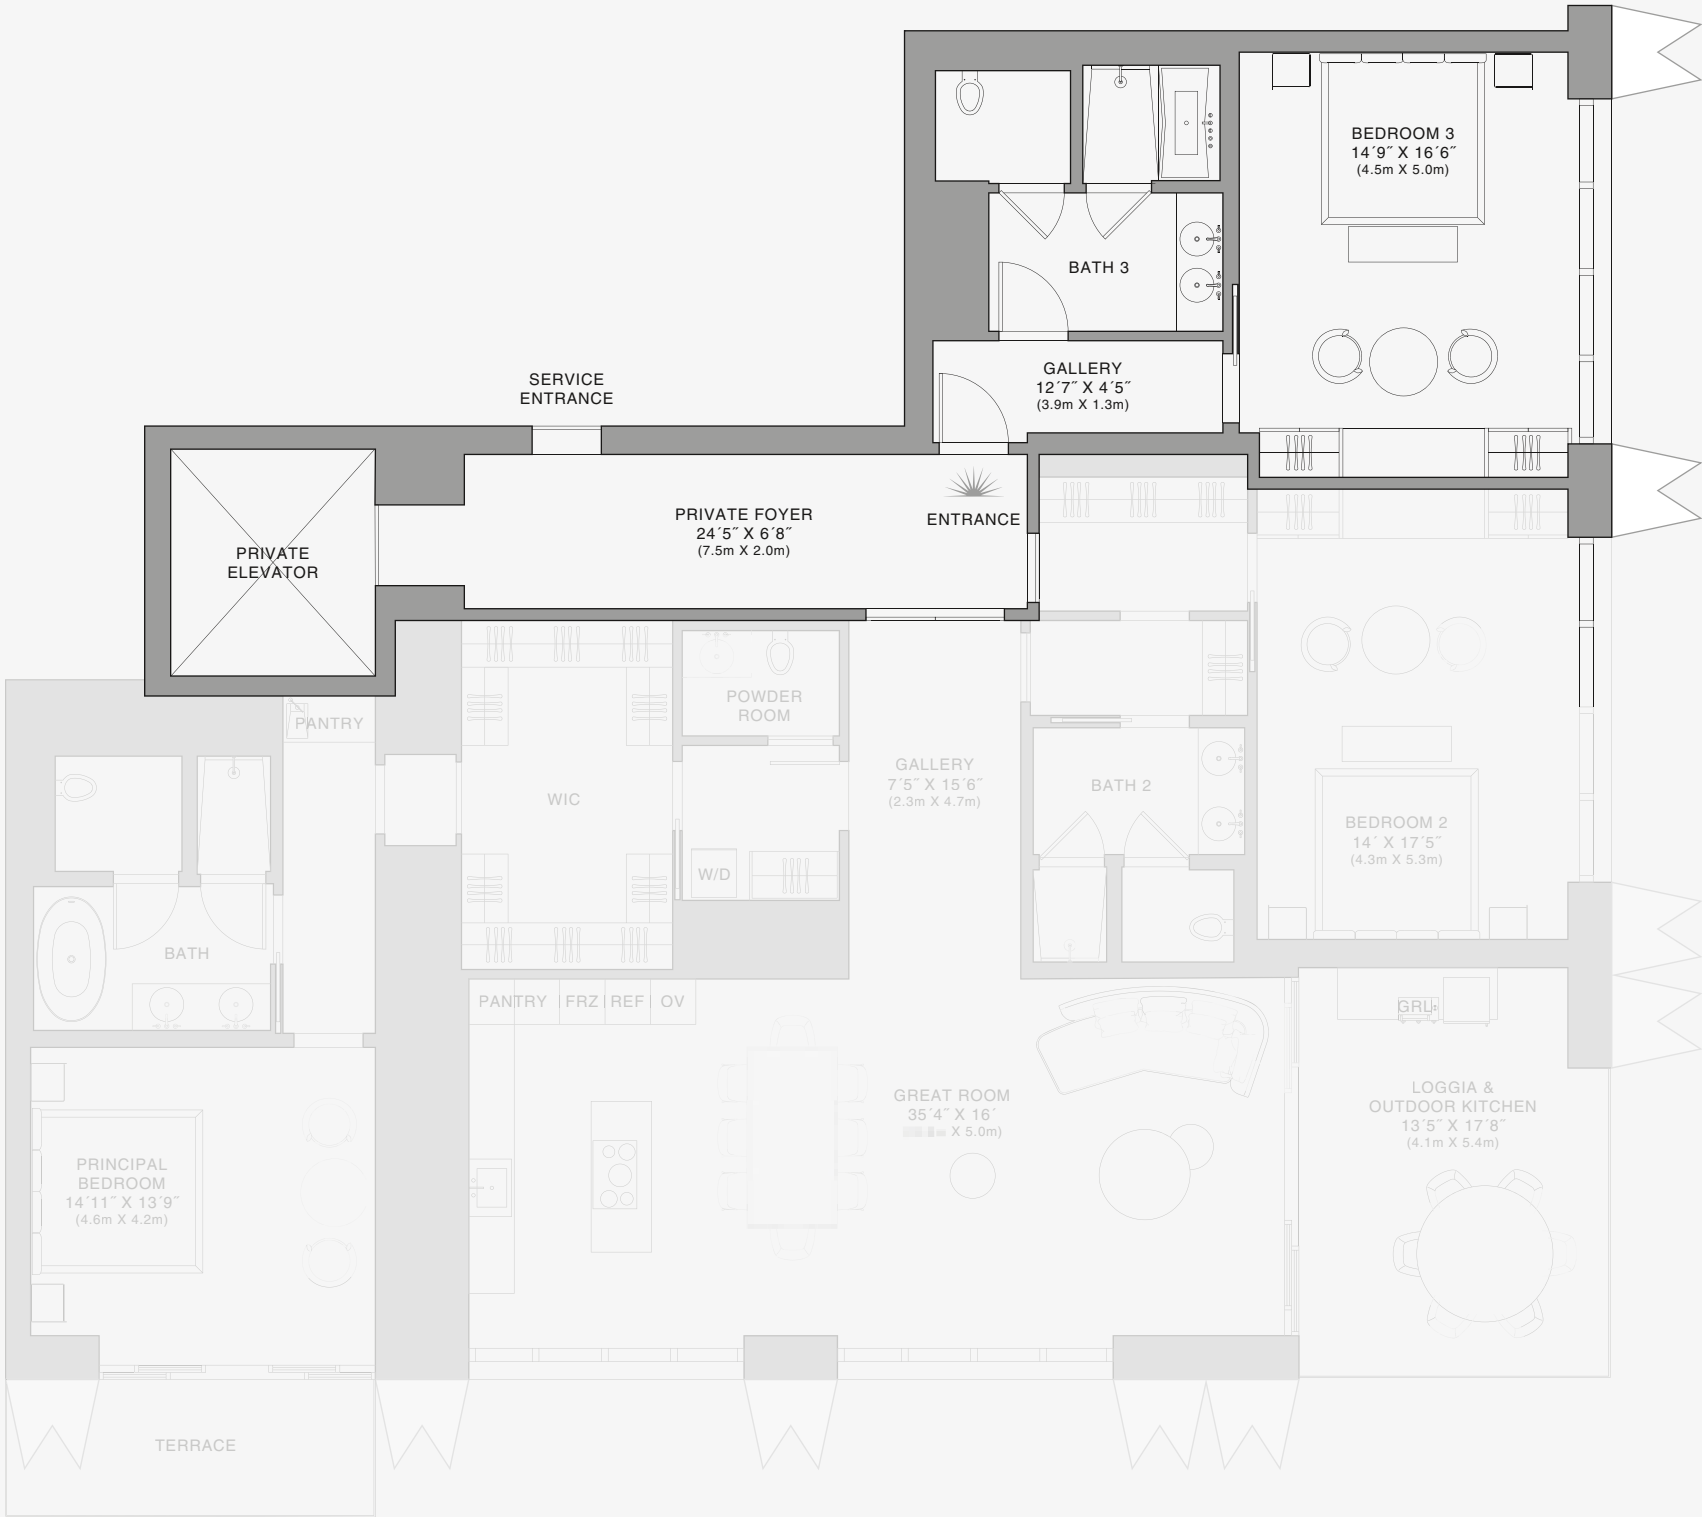 BEDROOM 3
14´9˝ X 16´6˝
(4.5m X 5.0m)
BATH 3
GALLERY
12´7˝ X 4´5˝
(3.9m X 1.3m)
SERVICE
ENTRANCE
PRIVATE FOYER
24´5˝ X 6´8˝
(7.5m X 2.0m)
ENTRANCE
PRIVATE
ELEVATOR
PANTRY
POWDER
ROOM
WIC
W/D
GALLERY
7´5˝ X 15´6˝
(2.3m X 4.7m)
BATH 2
BEDROOM 2
14´ X 17´5˝
(4.3m X 5.3m)
BATH
PANTRY
FRZ
REF
OV
GRL
GREAT ROOM
35´4˝ X 16´
X 5.0m)
LOGGIA &
OUTDOOR KITCHEN
13´5˝ X 17´8˝
(4.1m X 5.4m)
PRINCIPAL
BEDROOM
14´11˝ X 13´9˝
(4.6m X 4.2m)
TERRACE